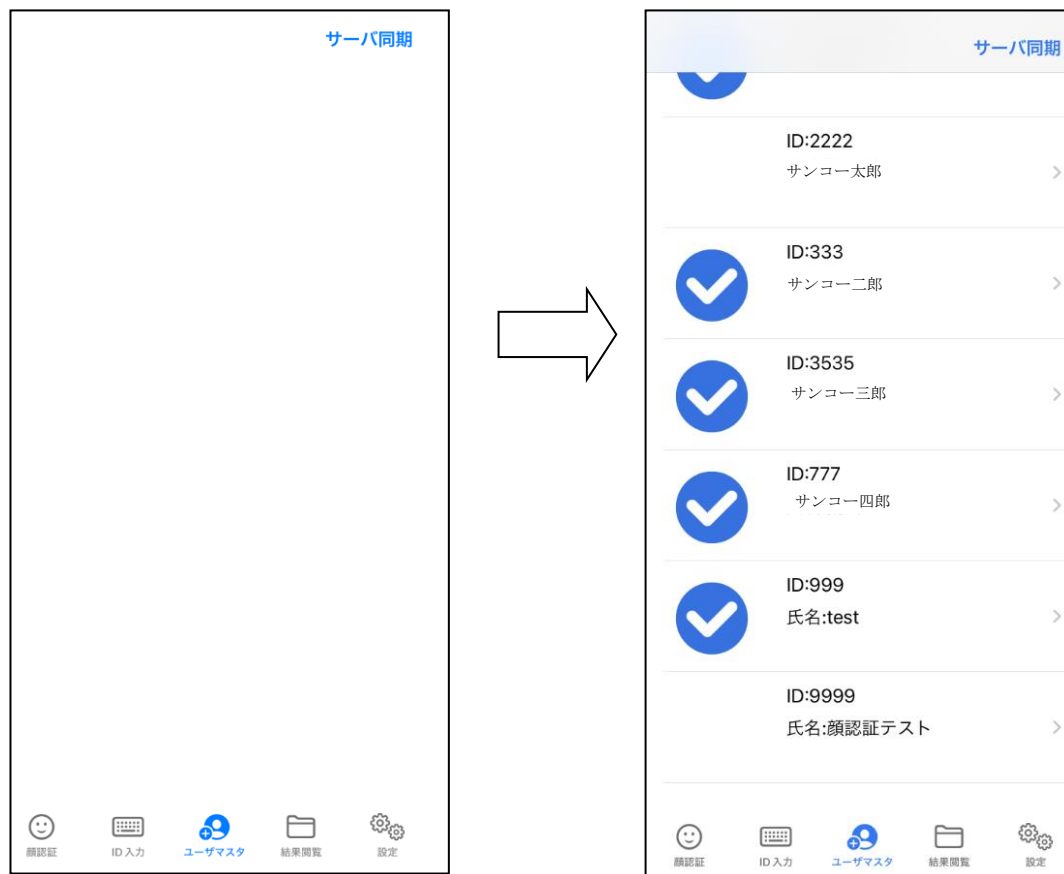 サーバ同期
顔認証
ID入力
ユーザマスタ
結果閲覧
設定
サーバ同期
ID:2222
サンコー太郎
ID:333
サンコー二郎
ID:3535
サンコー三郎
ID:777
サンコー四郎
ID:999
氏名:test
ID:9999
氏名:顔認証テスト
顔認証
ID入力
ユーザマスタ
結果閲覧
設定